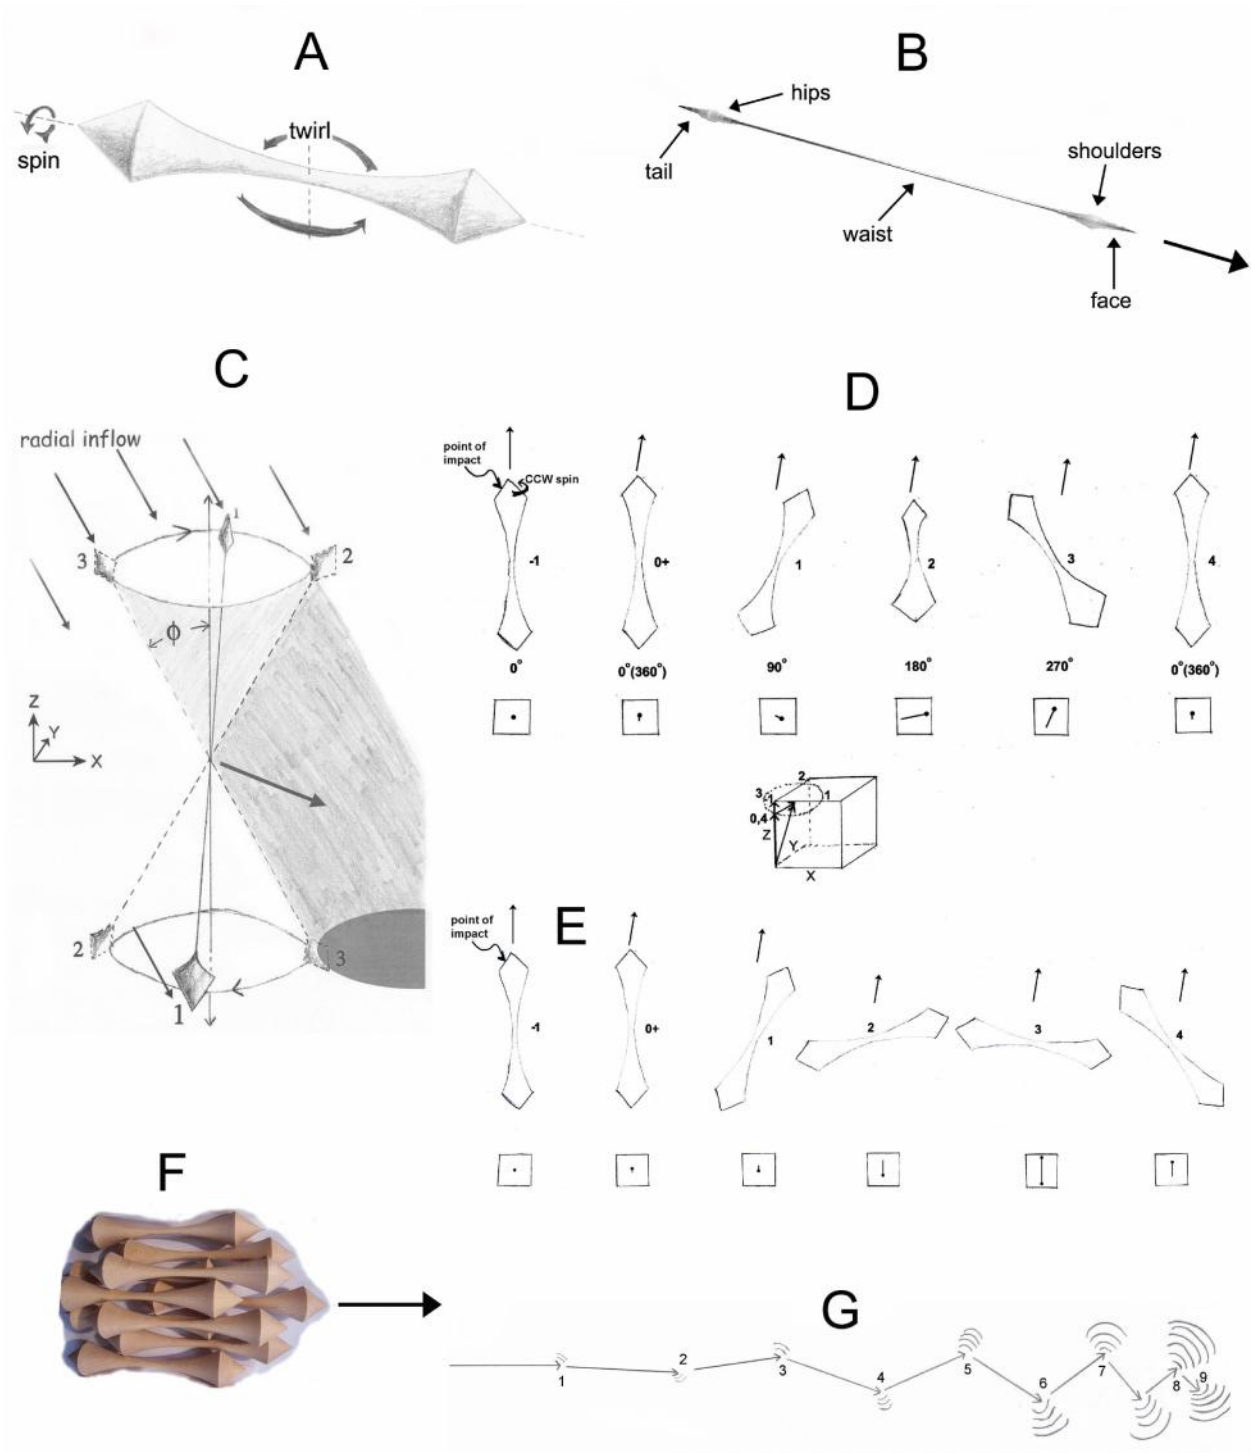 A
twirl
spin
B
hips
tail
shoulders
waist
face
C
radial inflow
1
3
2
ϕ
Z
Y
X
2
3
1
D
point of
impact
CCW spin
-1
0+
1
2
3
4
0°
0°(360°)
90°
180°
270°
0°(360°)
2
3
-1
1
0,4
Z
Y
X
E
point of
impact
-1
0+
1
2
3
4
F
G
1
2
3
4
5
6
7
8
9